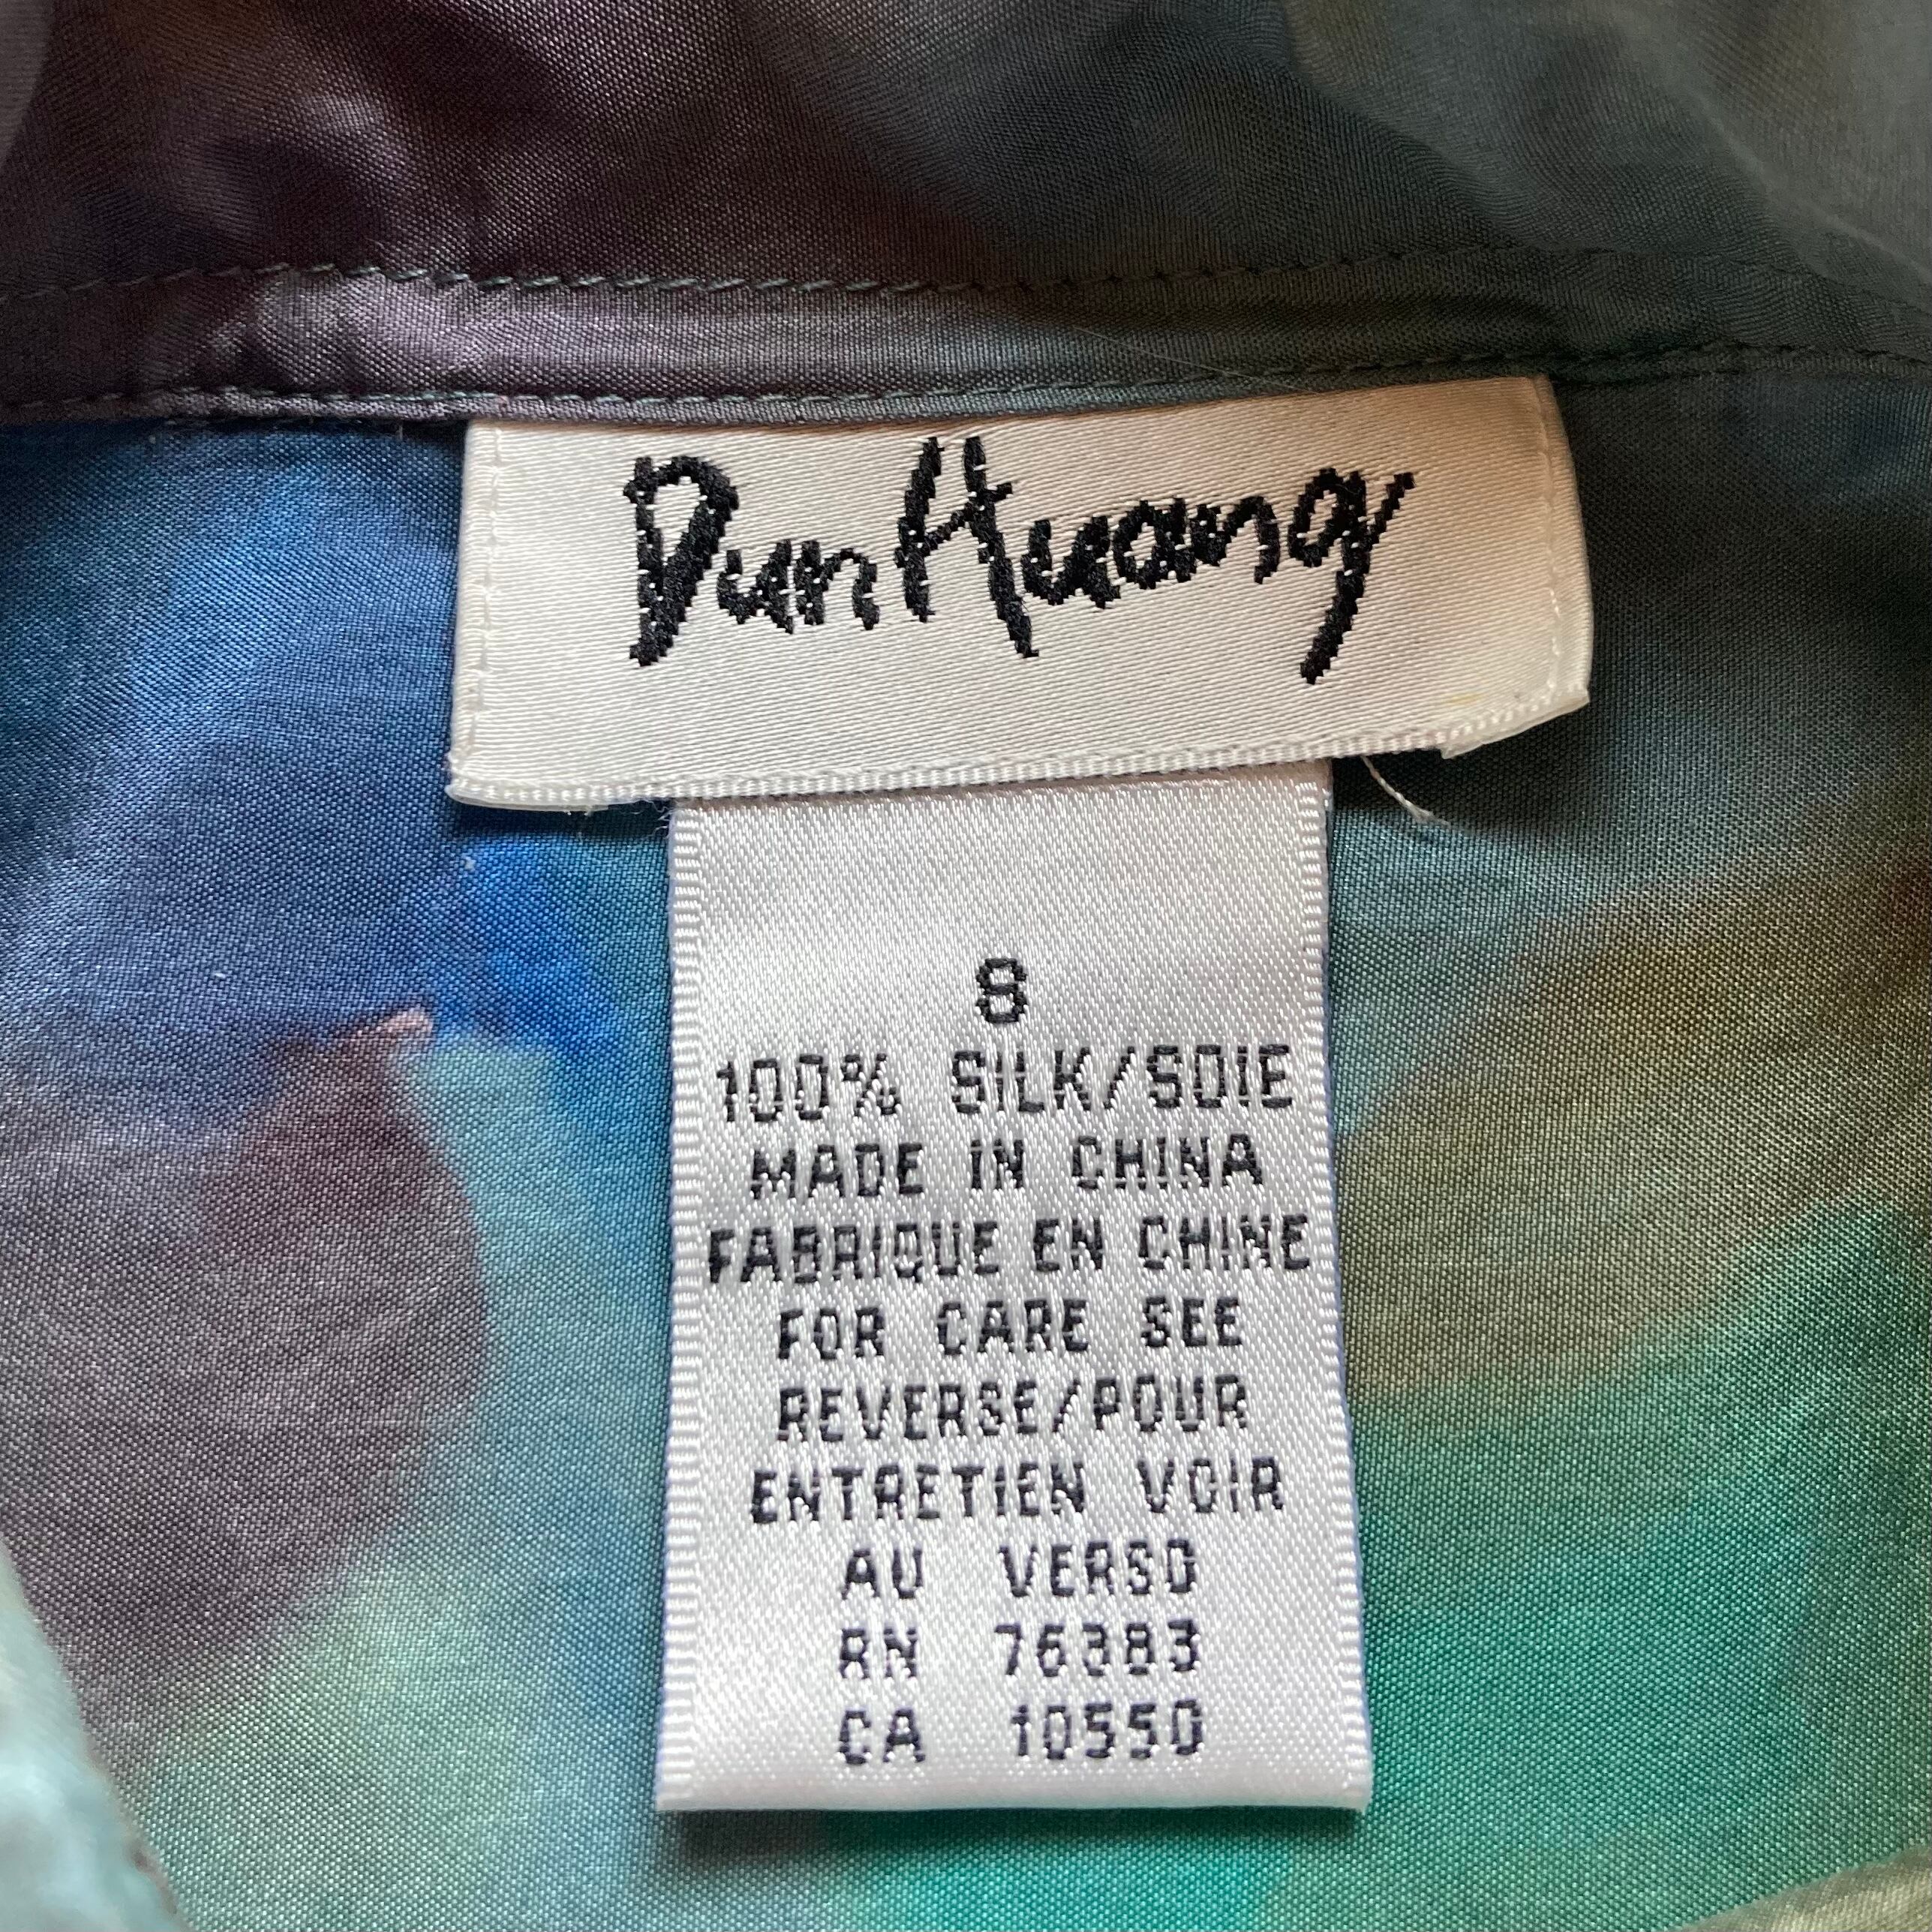 Dun Huang
8
100% SILK/SOIE
MADE IN CHINA
FABRIQUE EN CHINE
FOR CARE SEE
REVERSE/POUR
ENTRETIEN VOIR
AU VERSO
RN 76383
CA 10550